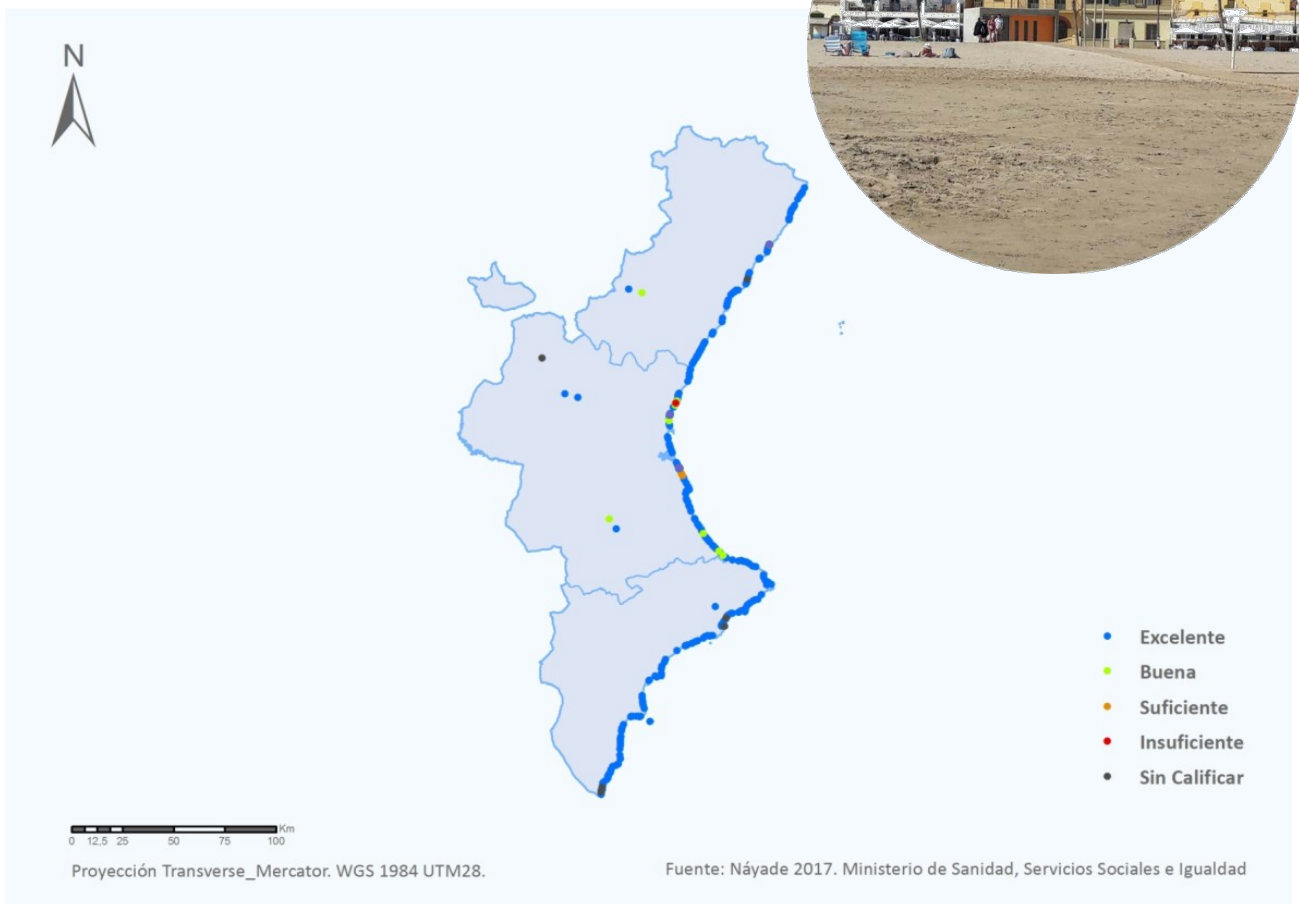 N
Excelente
Buena
Suficiente
Insuficiente
Sin Calificar
Km
0 12,5 25 50 75 100
Proyección Transverse_Mercator. WGS 1984 UTM28.
Fuente: Náyade 2017. Ministerio de Sanidad, Servicios Sociales e Igualdad